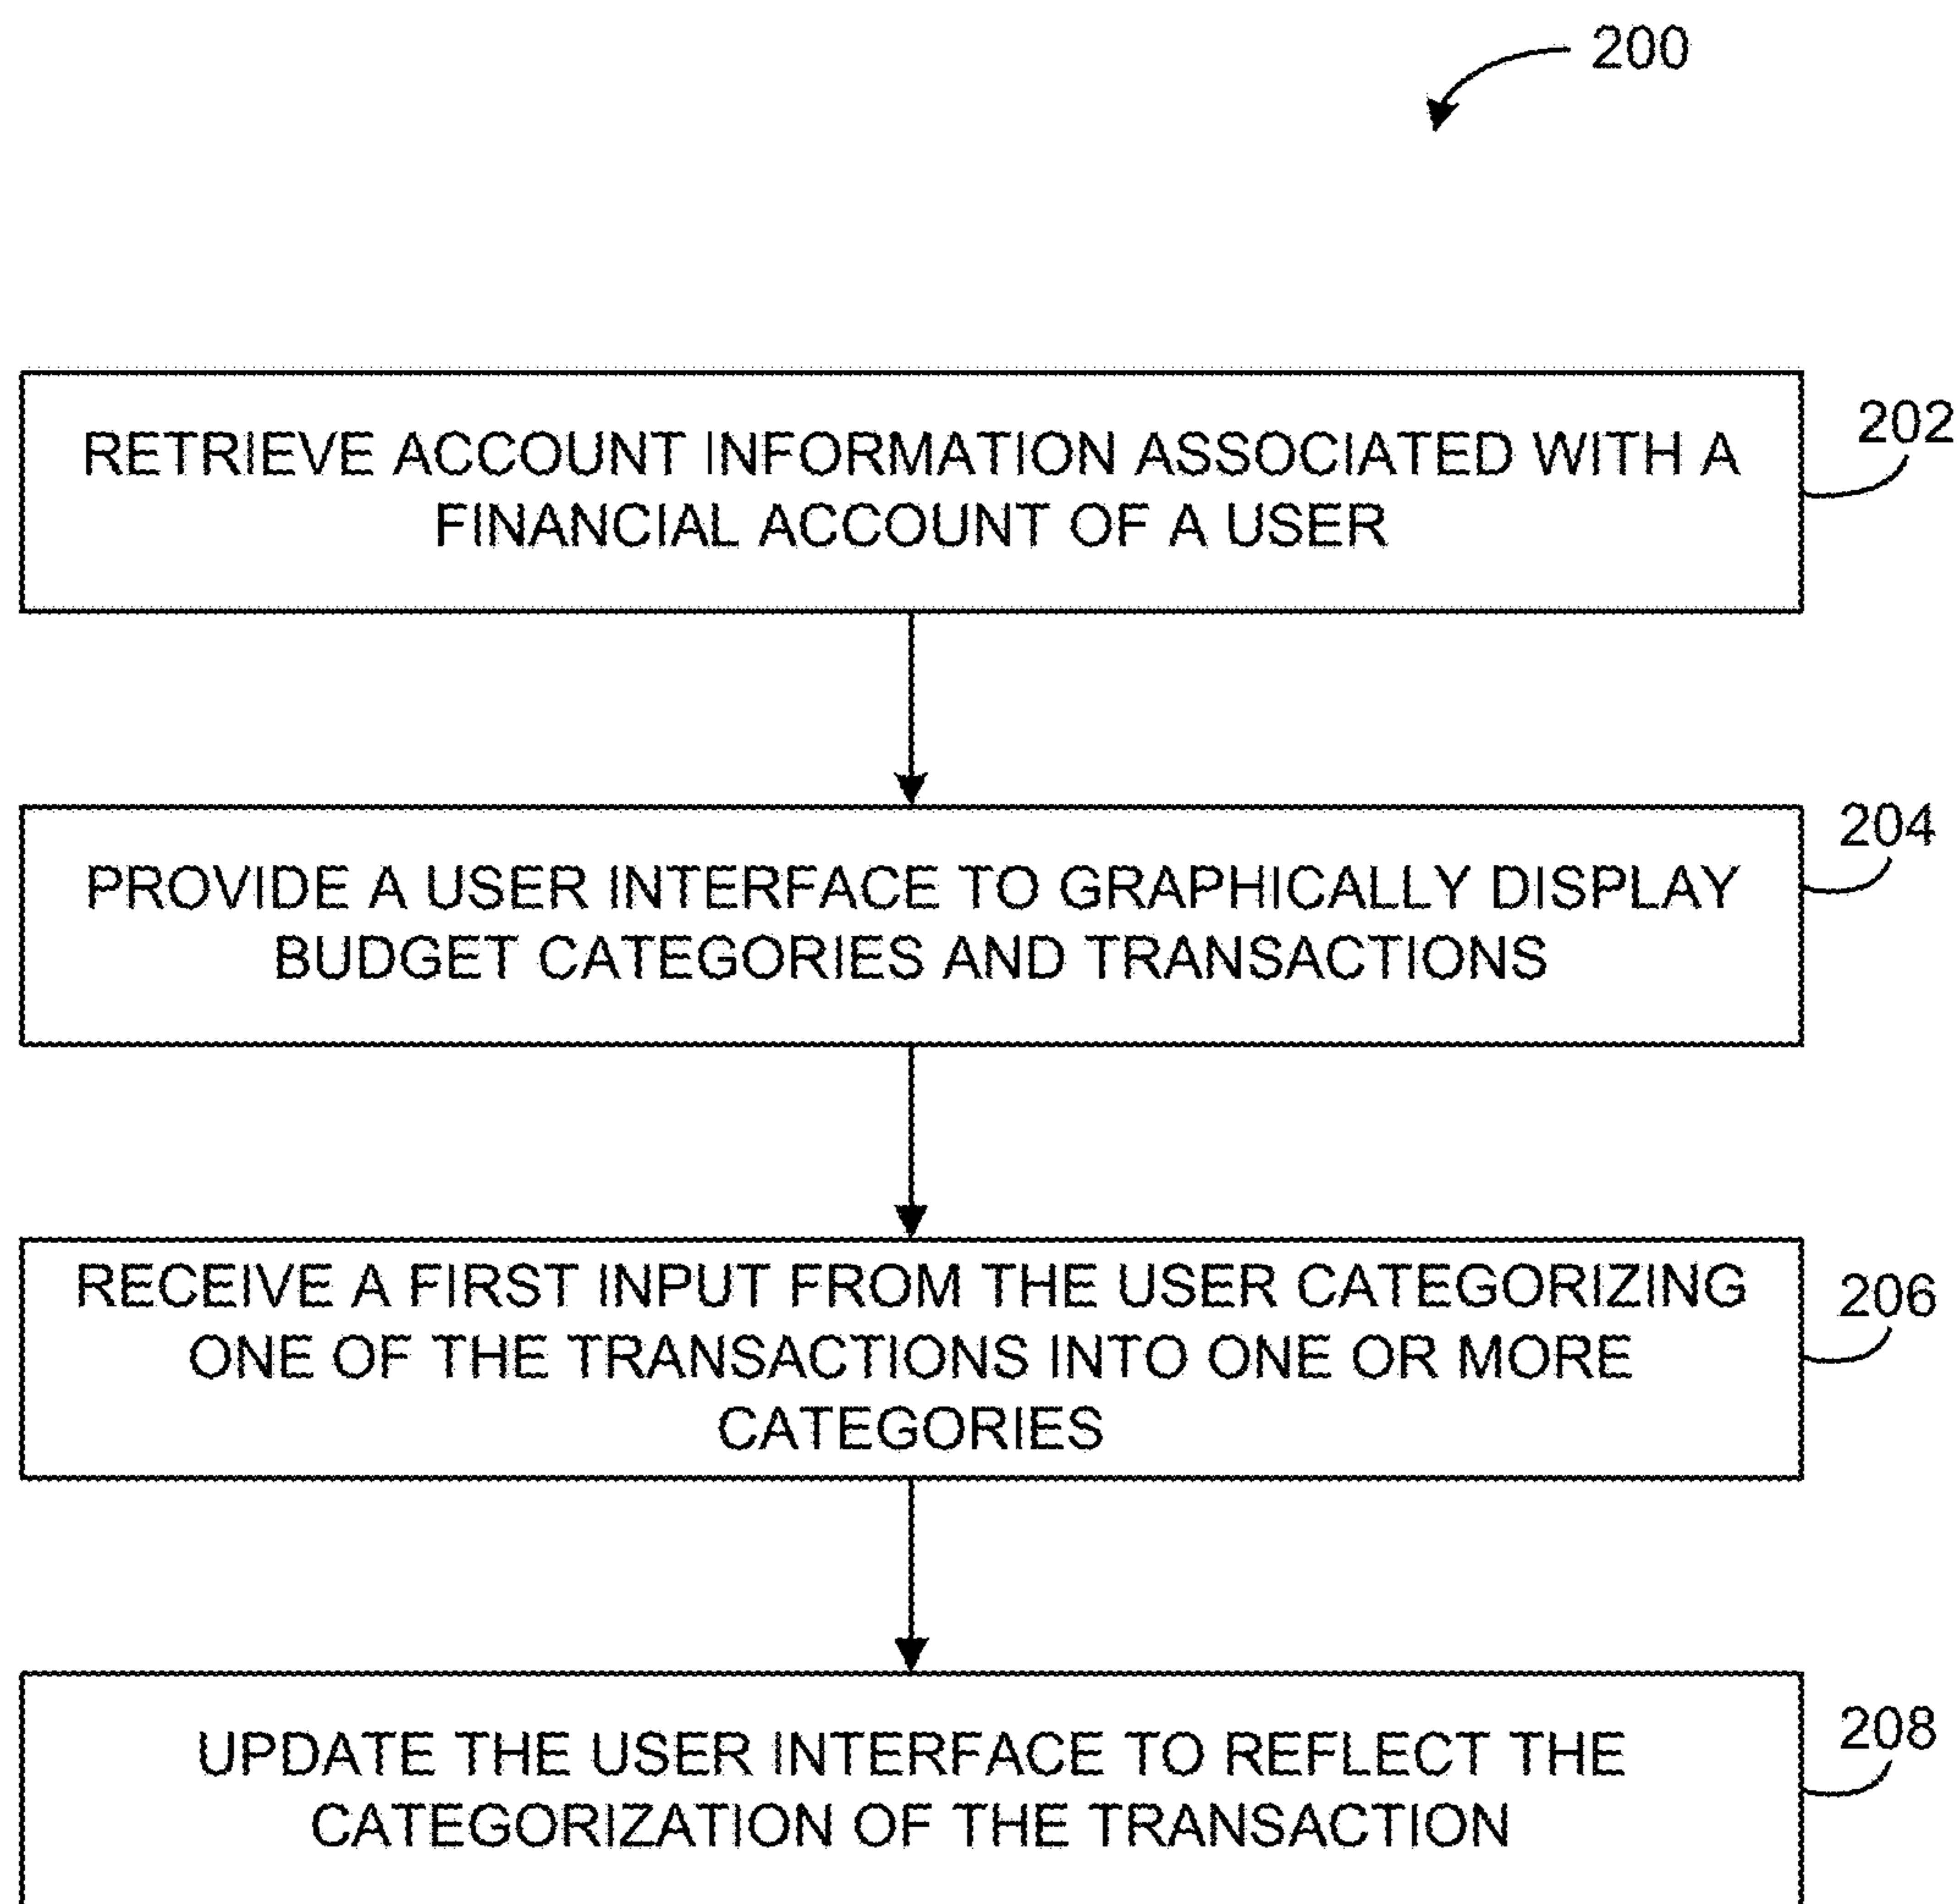 200
RETRIEVE ACCOUNT INFORMATION ASSOCIATED WITH A
FINANCIAL ACCOUNT OF A USER
202
PROVIDE A USER INTERFACE TO GRAPHICALLY DISPLAY
BUDGET CATEGORIES AND TRANSACTIONS
204
RECEIVE A FIRST INPUT FROM THE USER CATEGORIZING
ONE OF THE TRANSACTIONS INTO ONE OR MORE
CATEGORIES
206
UPDATE THE USER INTERFACE TO REFLECT THE
CATEGORIZATION OF THE TRANSACTION
208